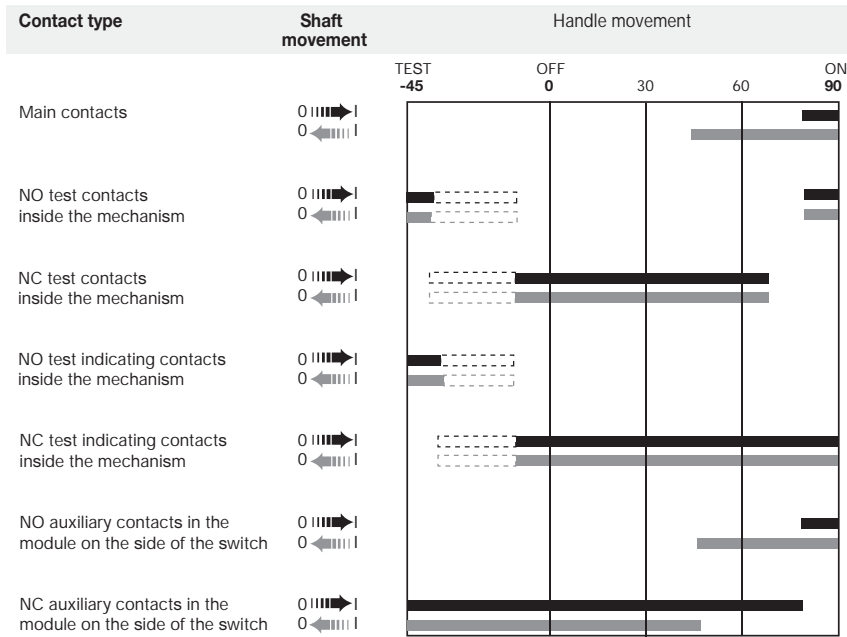 Contact type Shaft movement Handle movement
TEST OFF ON
-45 0 30 60 90
Main contacts 0 I
0 I
NO test contacts 0 I
inside the mechanism 0 I
NC test contacts 0 I
inside the mechanism 0 I
NO test indicating contacts 0 I
inside the mechanism 0 I
NC test indicating contacts 0 I
inside the mechanism 0 I
NO auxiliary contacts in the 0 I
module on the side of the switch 0 I
NC auxiliary contacts in the 0 I
module on the side of the switch 0 I